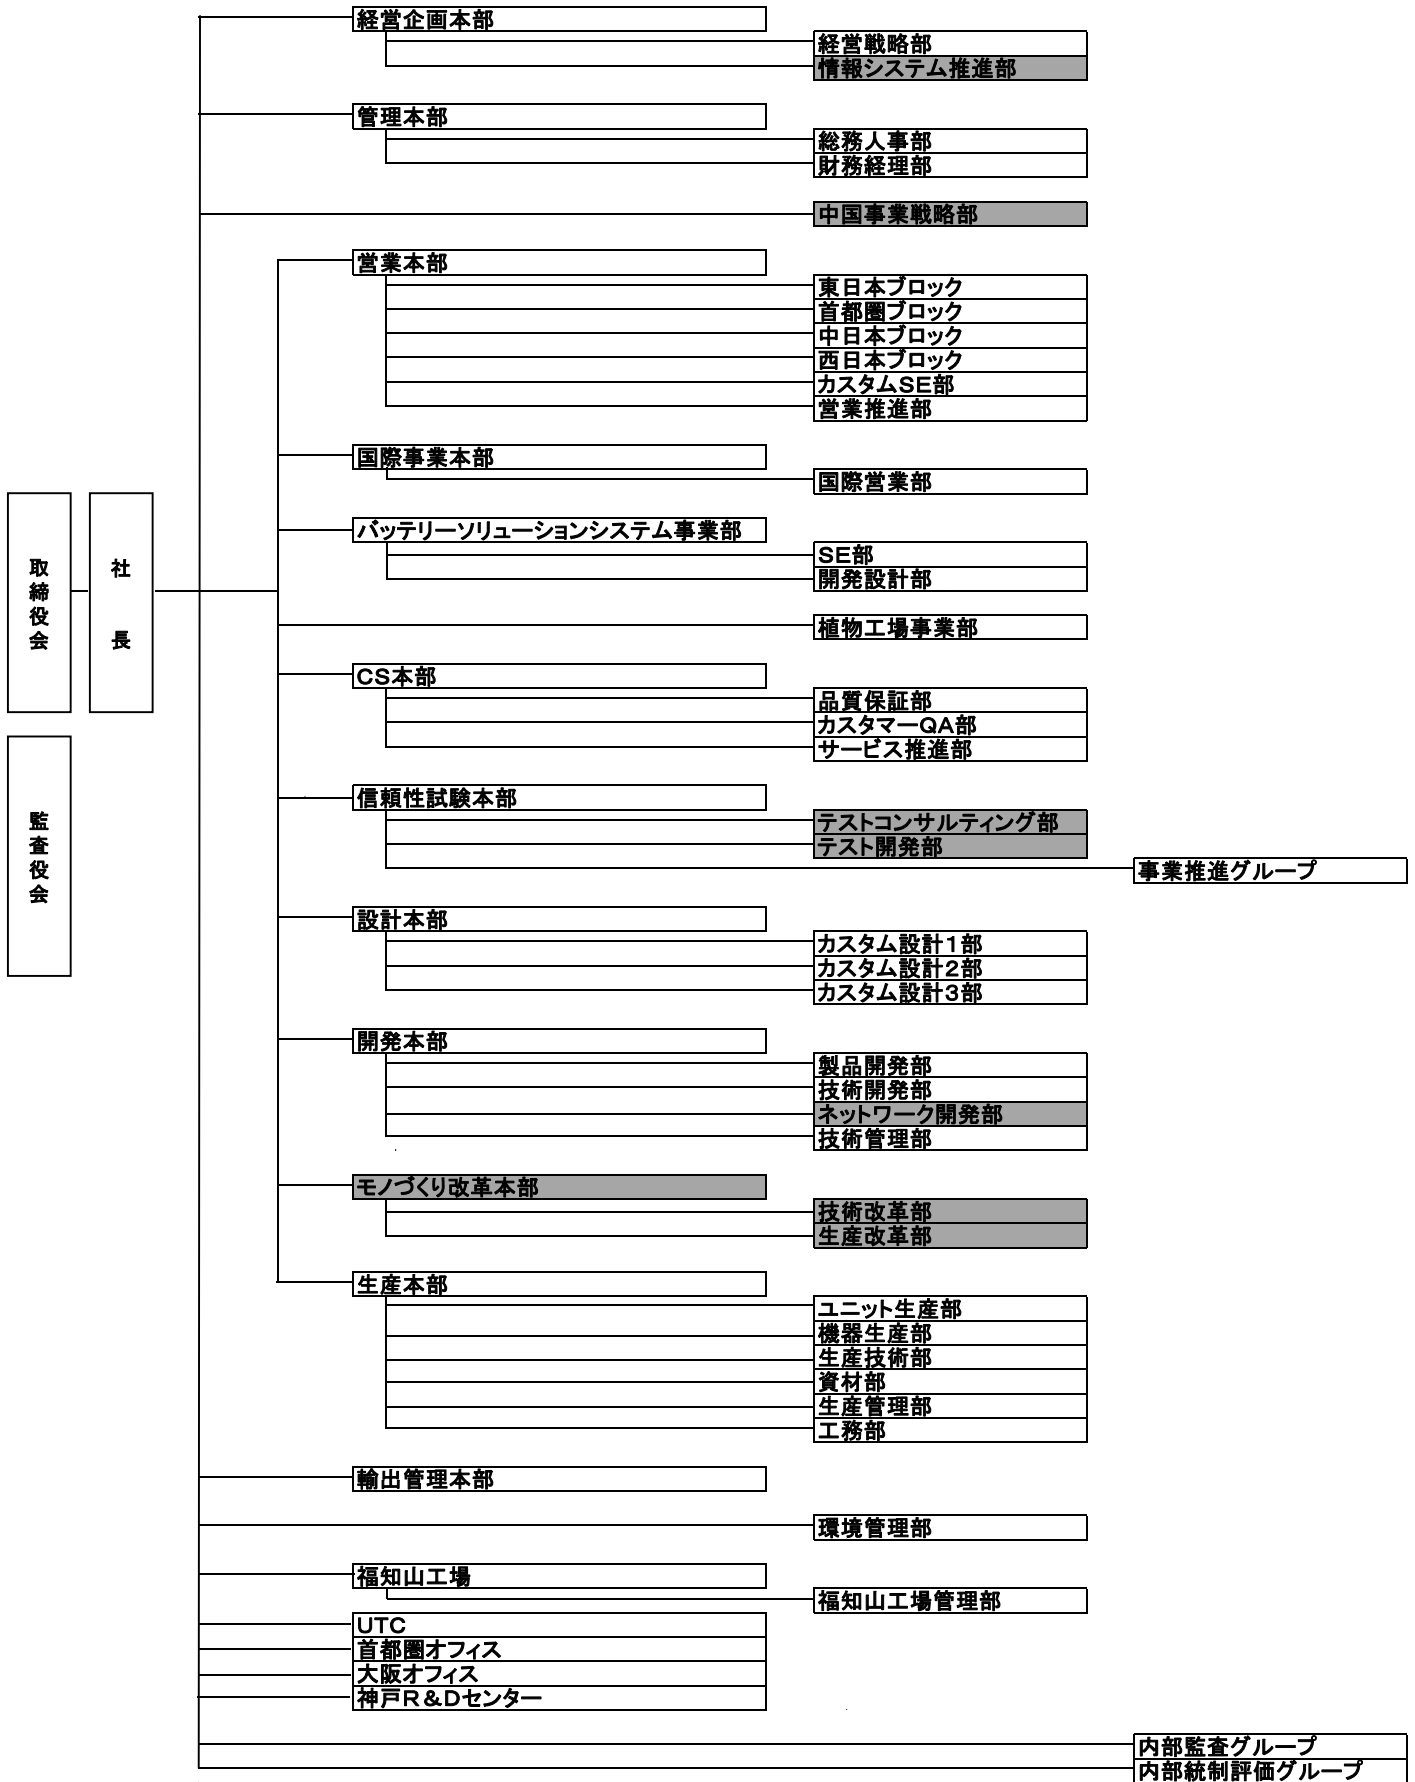 経営企画本部
経営戦略部
情報システム推進部
管理本部
総務人事部
財務経理部
中国事業戦略部
営業本部
東日本ブロック
首都圏ブロック
中日本ブロック
西日本ブロック
カスタムSE部
営業推進部
国際事業本部
国際営業部
取締役会
社長
バッテリーソリューションシステム事業部
SE部
開発設計部
植物工場事業部
CS本部
品質保証部
カスタマーQA部
サービス推進部
監査役会
信頼性試験本部
テストコンサルティング部
テスト開発部
事業推進グループ
設計本部
カスタム設計1部
カスタム設計2部
カスタム設計3部
開発本部
製品開発部
技術開発部
ネットワーク開発部
技術管理部
モノづくり改革本部
技術改革部
生産改革部
生産本部
ユニット生産部
機器生産部
生産技術部
資材部
生産管理部
工務部
輸出管理本部
環境管理部
福知山工場
福知山工場管理部
UTC
首都圏オフィス
大阪オフィス
神戸R&Dセンター
内部監査グループ
内部統制評価グループ